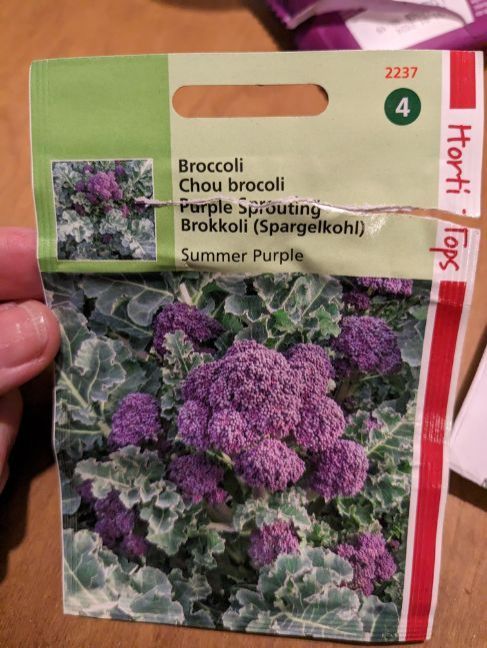 2237
4
Broccoli
Chou brocoli
Purple Sprouting
Brokkoli (Spargelkohl)
Summer Purple
Horti Tops